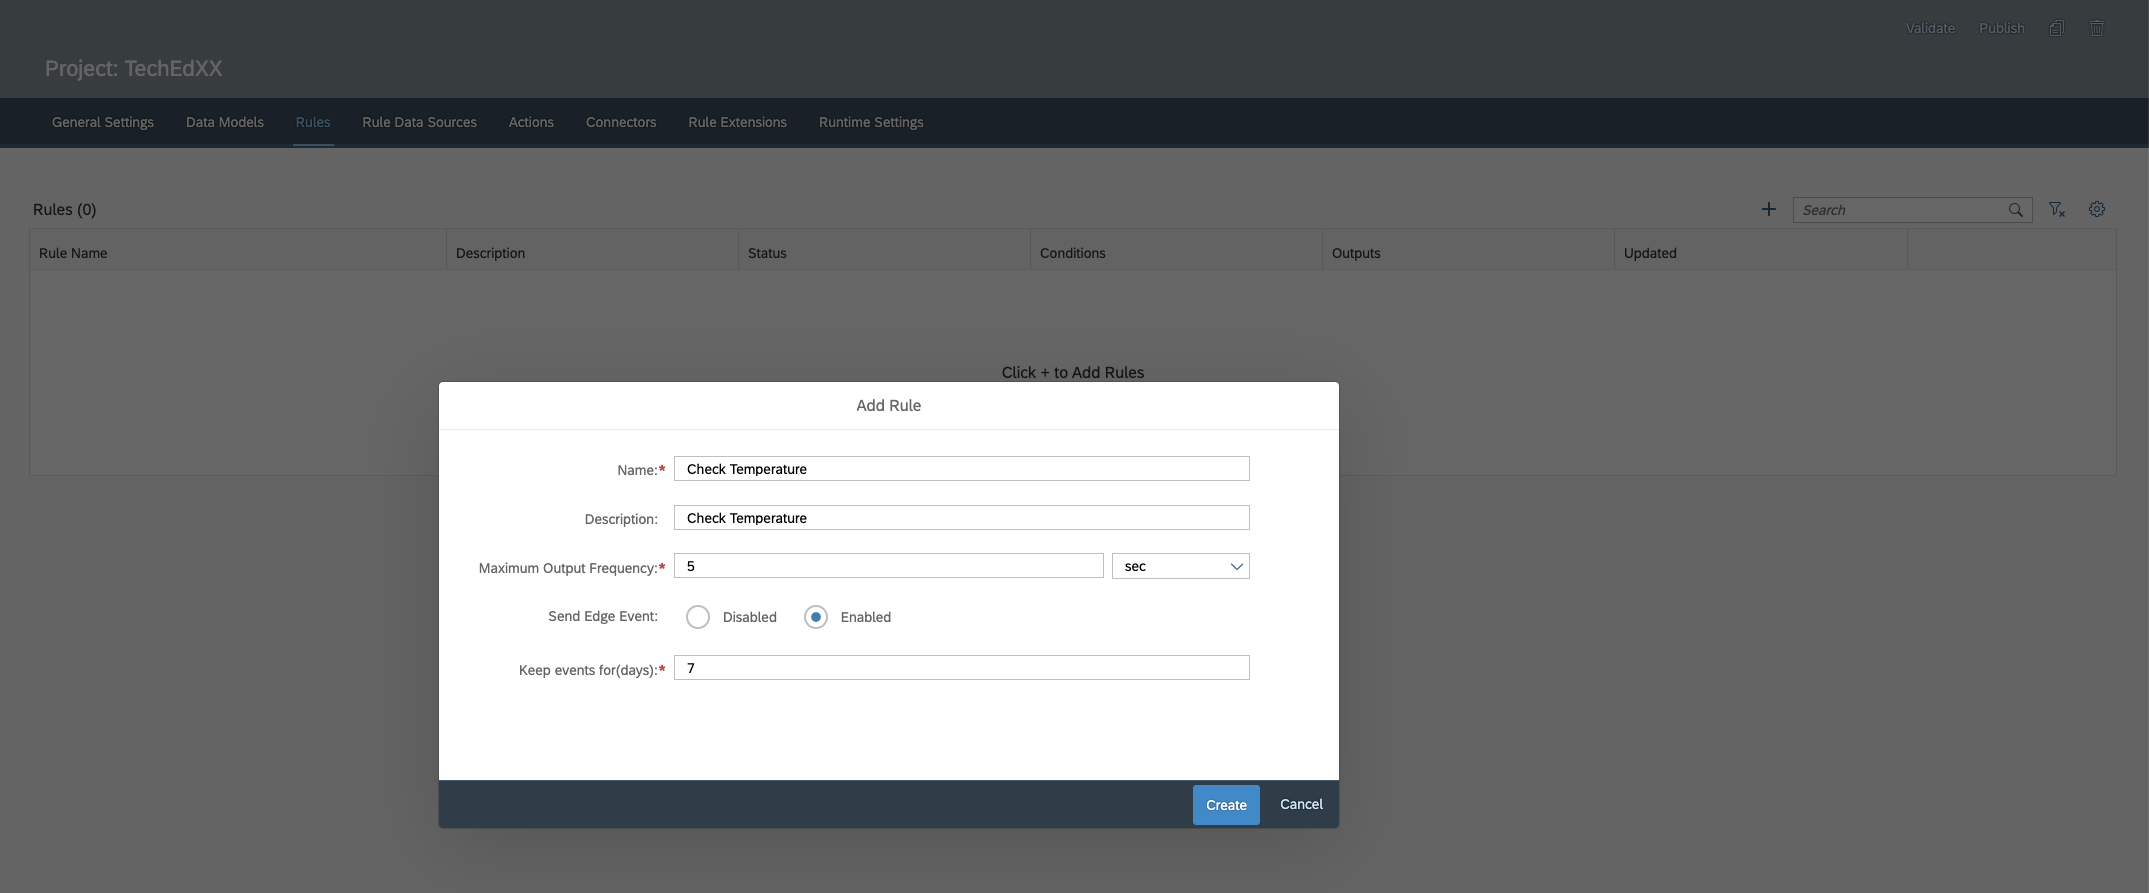 Validate Publish
Project: TechEdXX
General Settings Data Models Rules Rule Data Sources Actions Connectors Rule Extensions Runtime Settings
Rules (0) Search
Rule Name Description Status Conditions Outputs Updated
Click + to Add Rules
Add Rule
Name:* Check Temperature
Description: Check Temperature
Maximum Output Frequency:* 5 sec
Send Edge Event: Disabled Enabled
Keep events for(days):* 7
Create Cancel